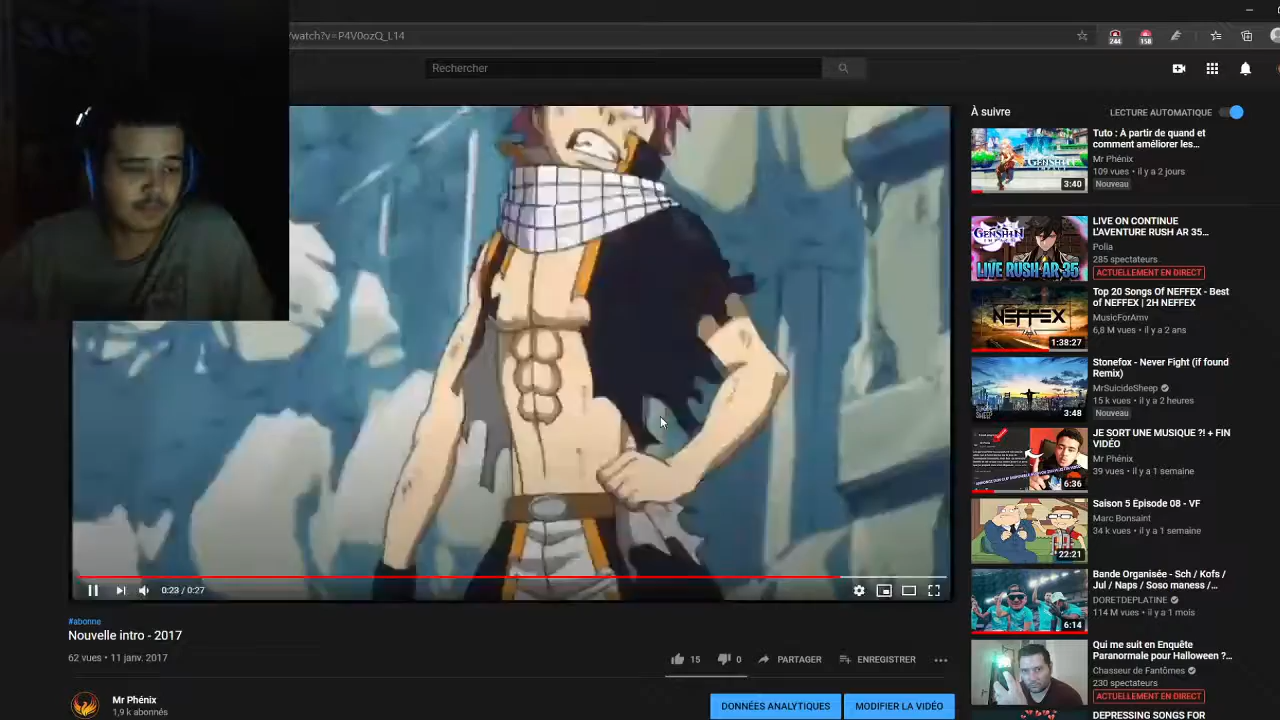 /watch?v=P4V0ozQ_L14
244
158
Rechercher
À suivre
LECTURE AUTOMATIQUE
Tuto : À partir de quand et
comment améliorer les...
Mr Phénix
109 vues • il y a 2 jours
Nouveau
3:40
GENSHIN
IMPACT
LIVE RUSH AR 35
LIVE ON CONTINUE
L'AVENTURE RUSH AR 35...
Polia
285 spectateurs
ACTUELLEMENT EN DIRECT
NEFFEX
1:38:27
Top 20 Songs Of NEFFEX - Best
of NEFFEX | 2H NEFFEX
MusicForAmv
6,8 M vues • il y a 2 ans
3:48
Stonefox - Never Fight (if found
Remix)
MrSuicideSheep
15 k vues • il y a 2 heures
Nouveau
6:36
JE SORT UNE MUSIQUE ?! + FIN
VIDÉO
Mr Phénix
39 vues • il y a 1 semaine
22:21
Saison 5 Episode 08 - VF
Marc Bonsaint
34 k vues • il y a 1 semaine
6:14
Bande Organisée - Sch / Kofs /
Jul / Naps / Soso maness /...
DORETDEPLATINE
114 M vues • il y a 1 mois
Qui me suit en Enquête
Paranormale pour Halloween ?...
Chasseur de Fantômes
230 spectateurs
ACTUELLEMENT EN DIRECT
DEPRESSING SONGS FOR
0:23 / 0:27
#abonne
Nouvelle intro - 2017
62 vues • 11 janv. 2017
15
0
PARTAGER
ENREGISTRER
Mr Phénix
1,9 k abonnés
DONNÉES ANALYTIQUES
MODIFIER LA VIDÉO